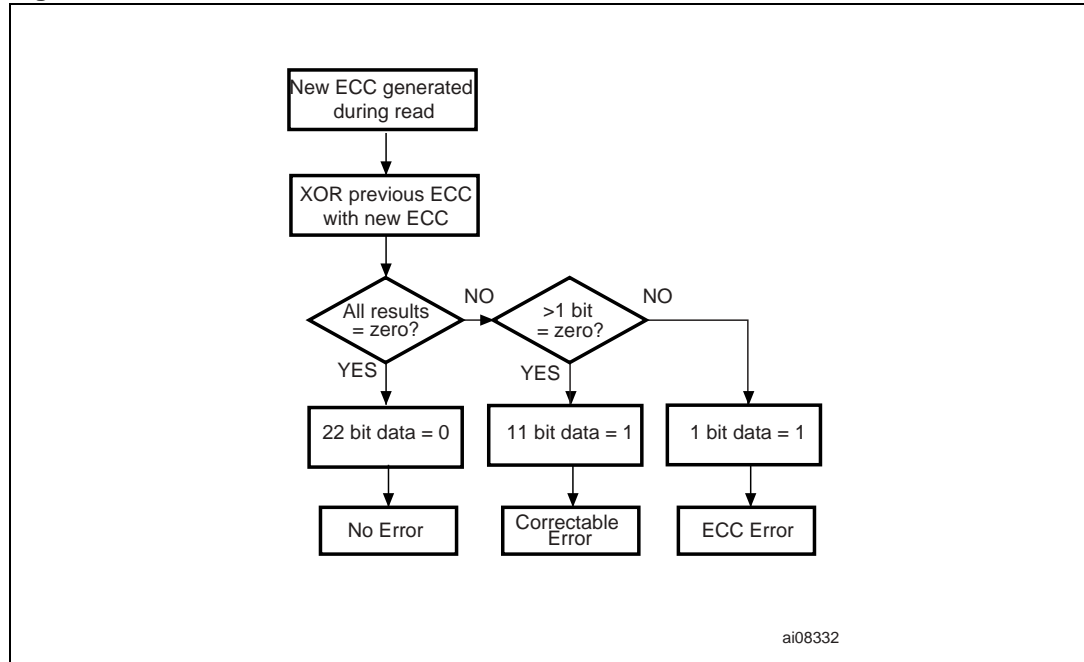 New ECC generated
during read
XOR previous ECC
with new ECC
All results
= zero?
NO
>1 bit
= zero?
NO
YES
YES
22 bit data = 0
11 bit data = 1
1 bit data = 1
No Error
Correctable
Error
ECC Error
ai08332